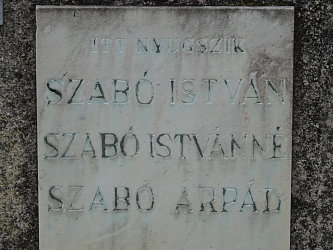 ITT NYUGSZIK
SZABÓ ISTVÁN
SZABÓ ISTVÁNNÉ
SZABÓ ÁRPÁD